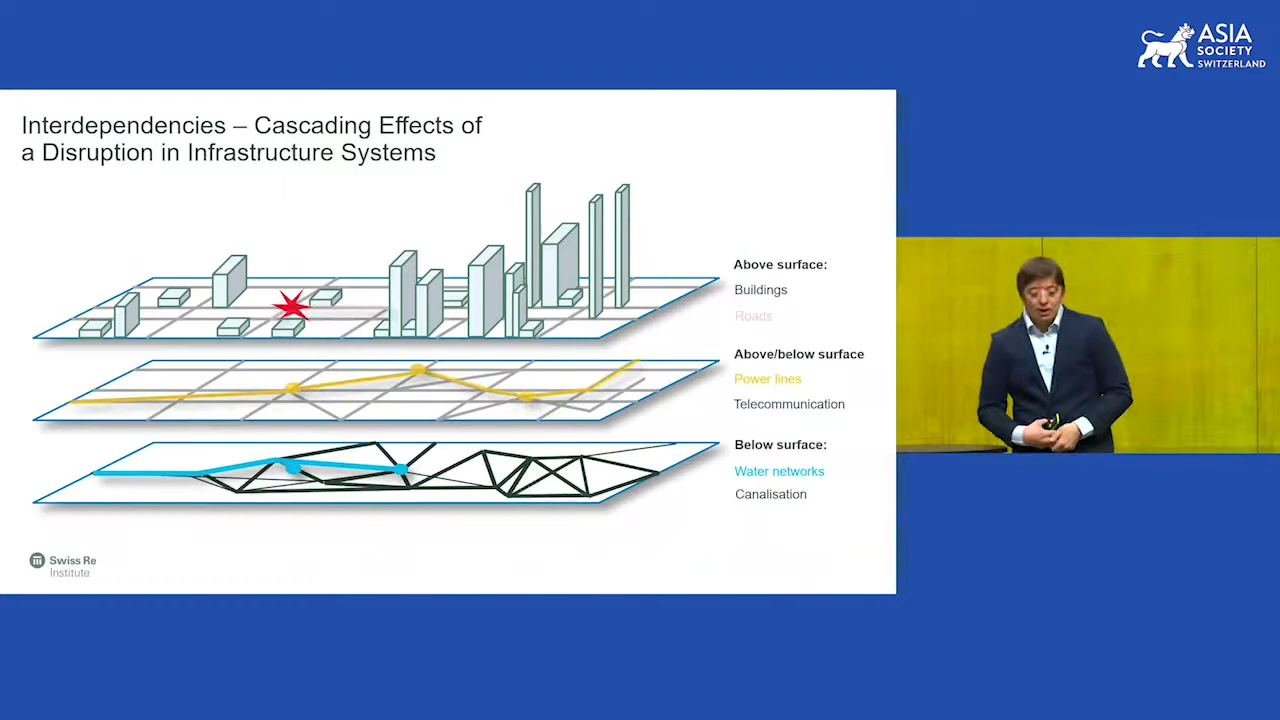 ASIA
SOCIETY
SWITZERLAND
Interdependencies – Cascading Effects of
a Disruption in Infrastructure Systems
Above surface:
Buildings
Roads
Above/below surface
Power lines
Telecommunication
Below surface:
Water networks
Canalisation
Swiss Re
Institute